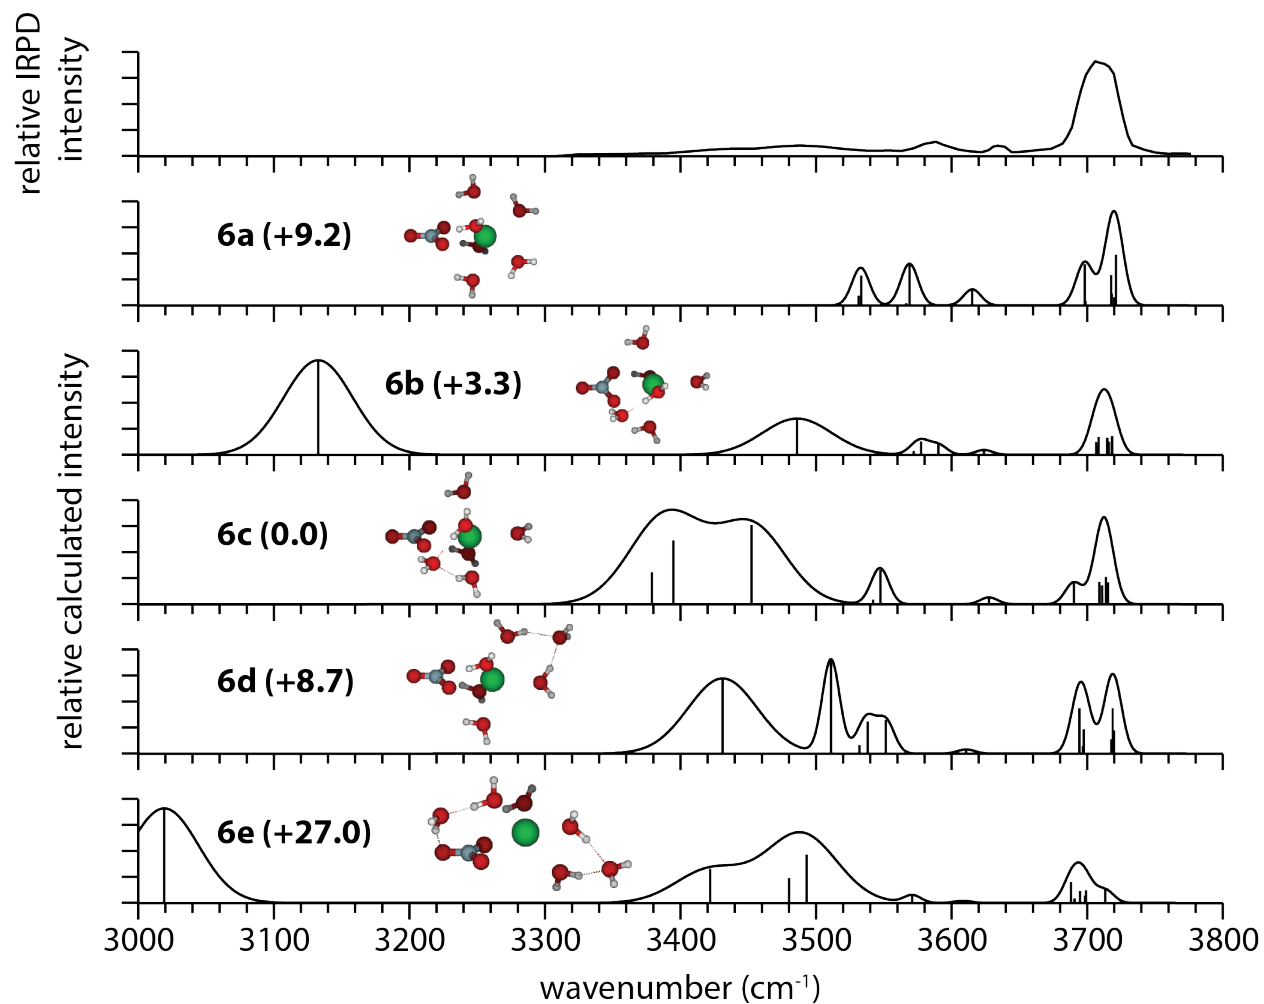 relative IRPD
intensity
6a (+9.2)
6b (+3.3)
6c (0.0)
6d (+8.7)
6e (+27.0)
relative calculated intensity
3000 3100 3200 3300 3400 3500 3600 3700 3800
wavenumber (cm⁻¹)